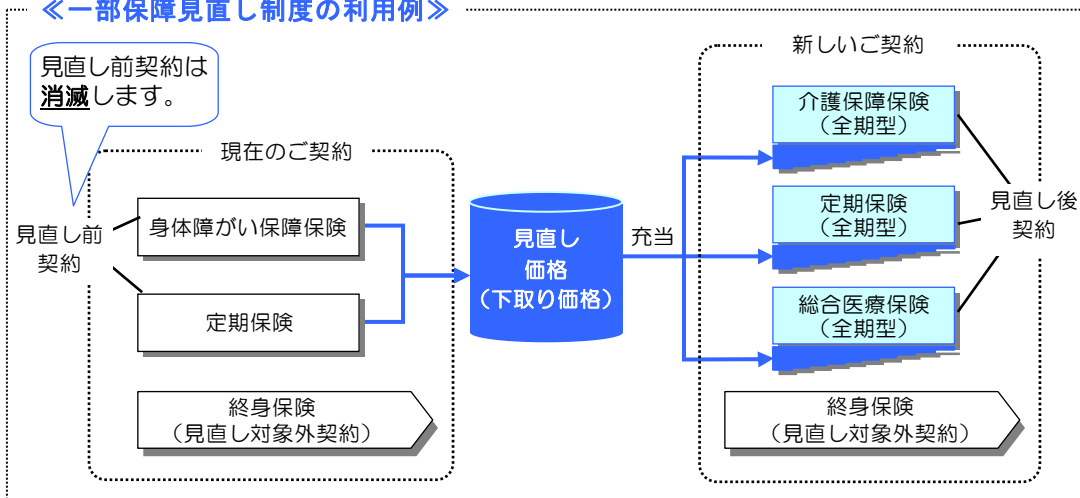 ≪一部保障見直し制度の利用例≫
見直し前契約は
消滅します。
現在のご契約
見直し前
契約
身体障がい保障保険
定期保険
終身保険
（見直し対象外契約）
見直し
価格
（下取り価格）
充当
新しいご契約
介護保障保険
（全期型）
定期保険
（全期型）
総合医療保険
（全期型）
見直し後
契約
終身保険
（見直し対象外契約）